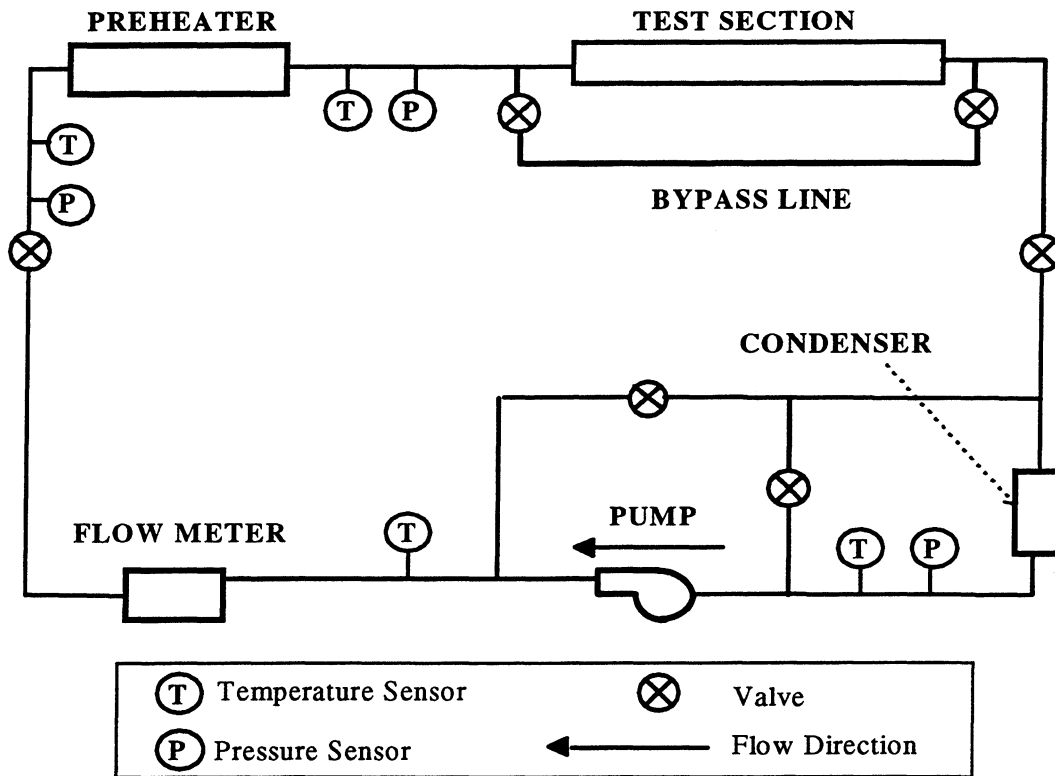 PREHEATER
TEST SECTION
T
P
T
P
BYPASS LINE
CONDENSER
FLOW METER
T
PUMP
T
P
T Temperature Sensor
Valve
P Pressure Sensor
Flow Direction